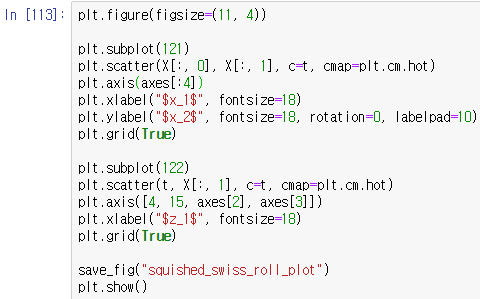 In [113]: plt.figure(figsize=(11, 4))
plt.subplot(121)
plt.scatter(X[:, 0], X[:, 1], c=t, cmap=plt.cm.hot)
plt.axis(axes[:4])
plt.xlabel("$x_1$", fontsize=18)
plt.ylabel("$x_2$", fontsize=18, rotation=0, labelpad=10)
plt.grid(True)
plt.subplot(122)
plt.scatter(t, X[:, 1], c=t, cmap=plt.cm.hot)
plt.axis([4, 15, axes[2], axes[3]])
plt.xlabel("$z_1$", fontsize=18)
plt.grid(True)
save_fig("squished_swiss_roll_plot")
plt.show()